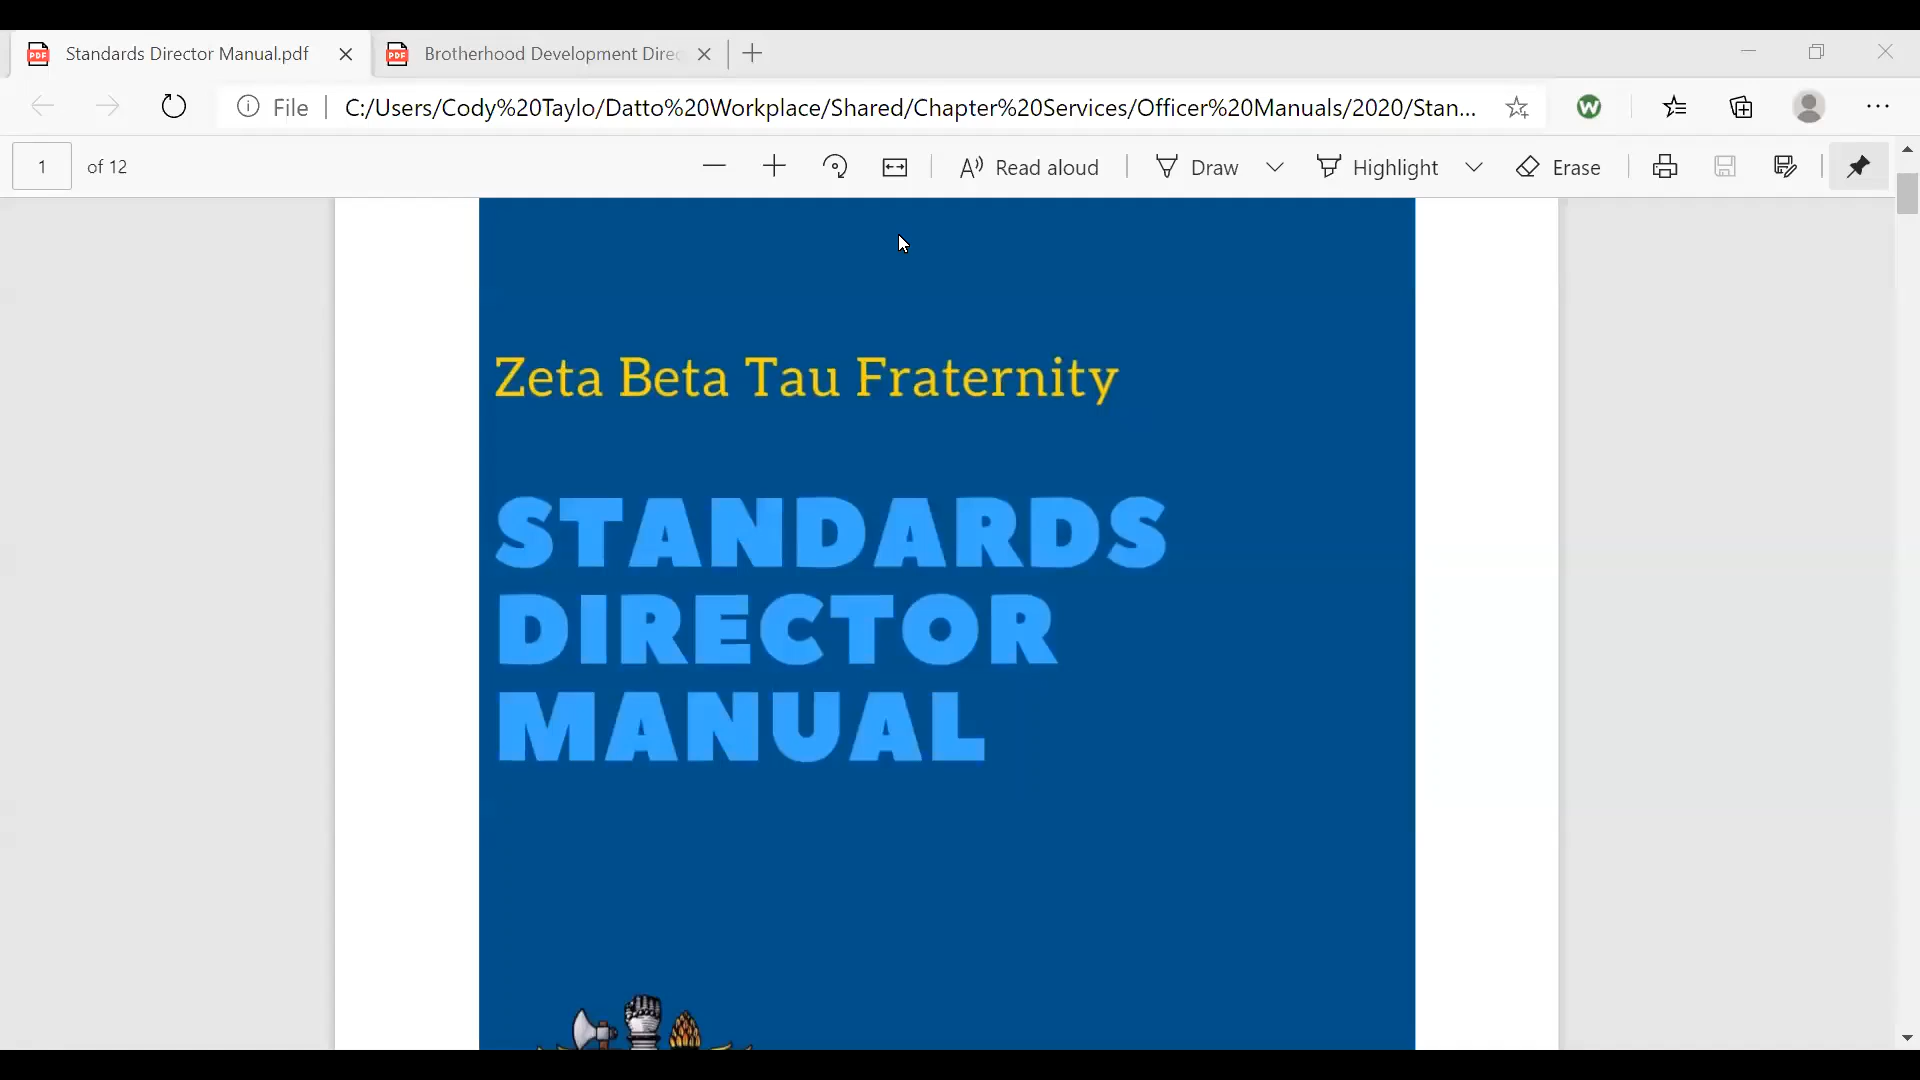 Standards Director Manual.pdf
Brotherhood Development Direc
File
C:/Users/Cody%20Taylo/Datto%20Workplace/Shared/Chapter%20Services/Officer%20Manuals/2020/Stan...
W
1 of 12
Read aloud
Draw
Highlight
Erase
Zeta Beta Tau Fraternity
STANDARDS
DIRECTOR
MANUAL